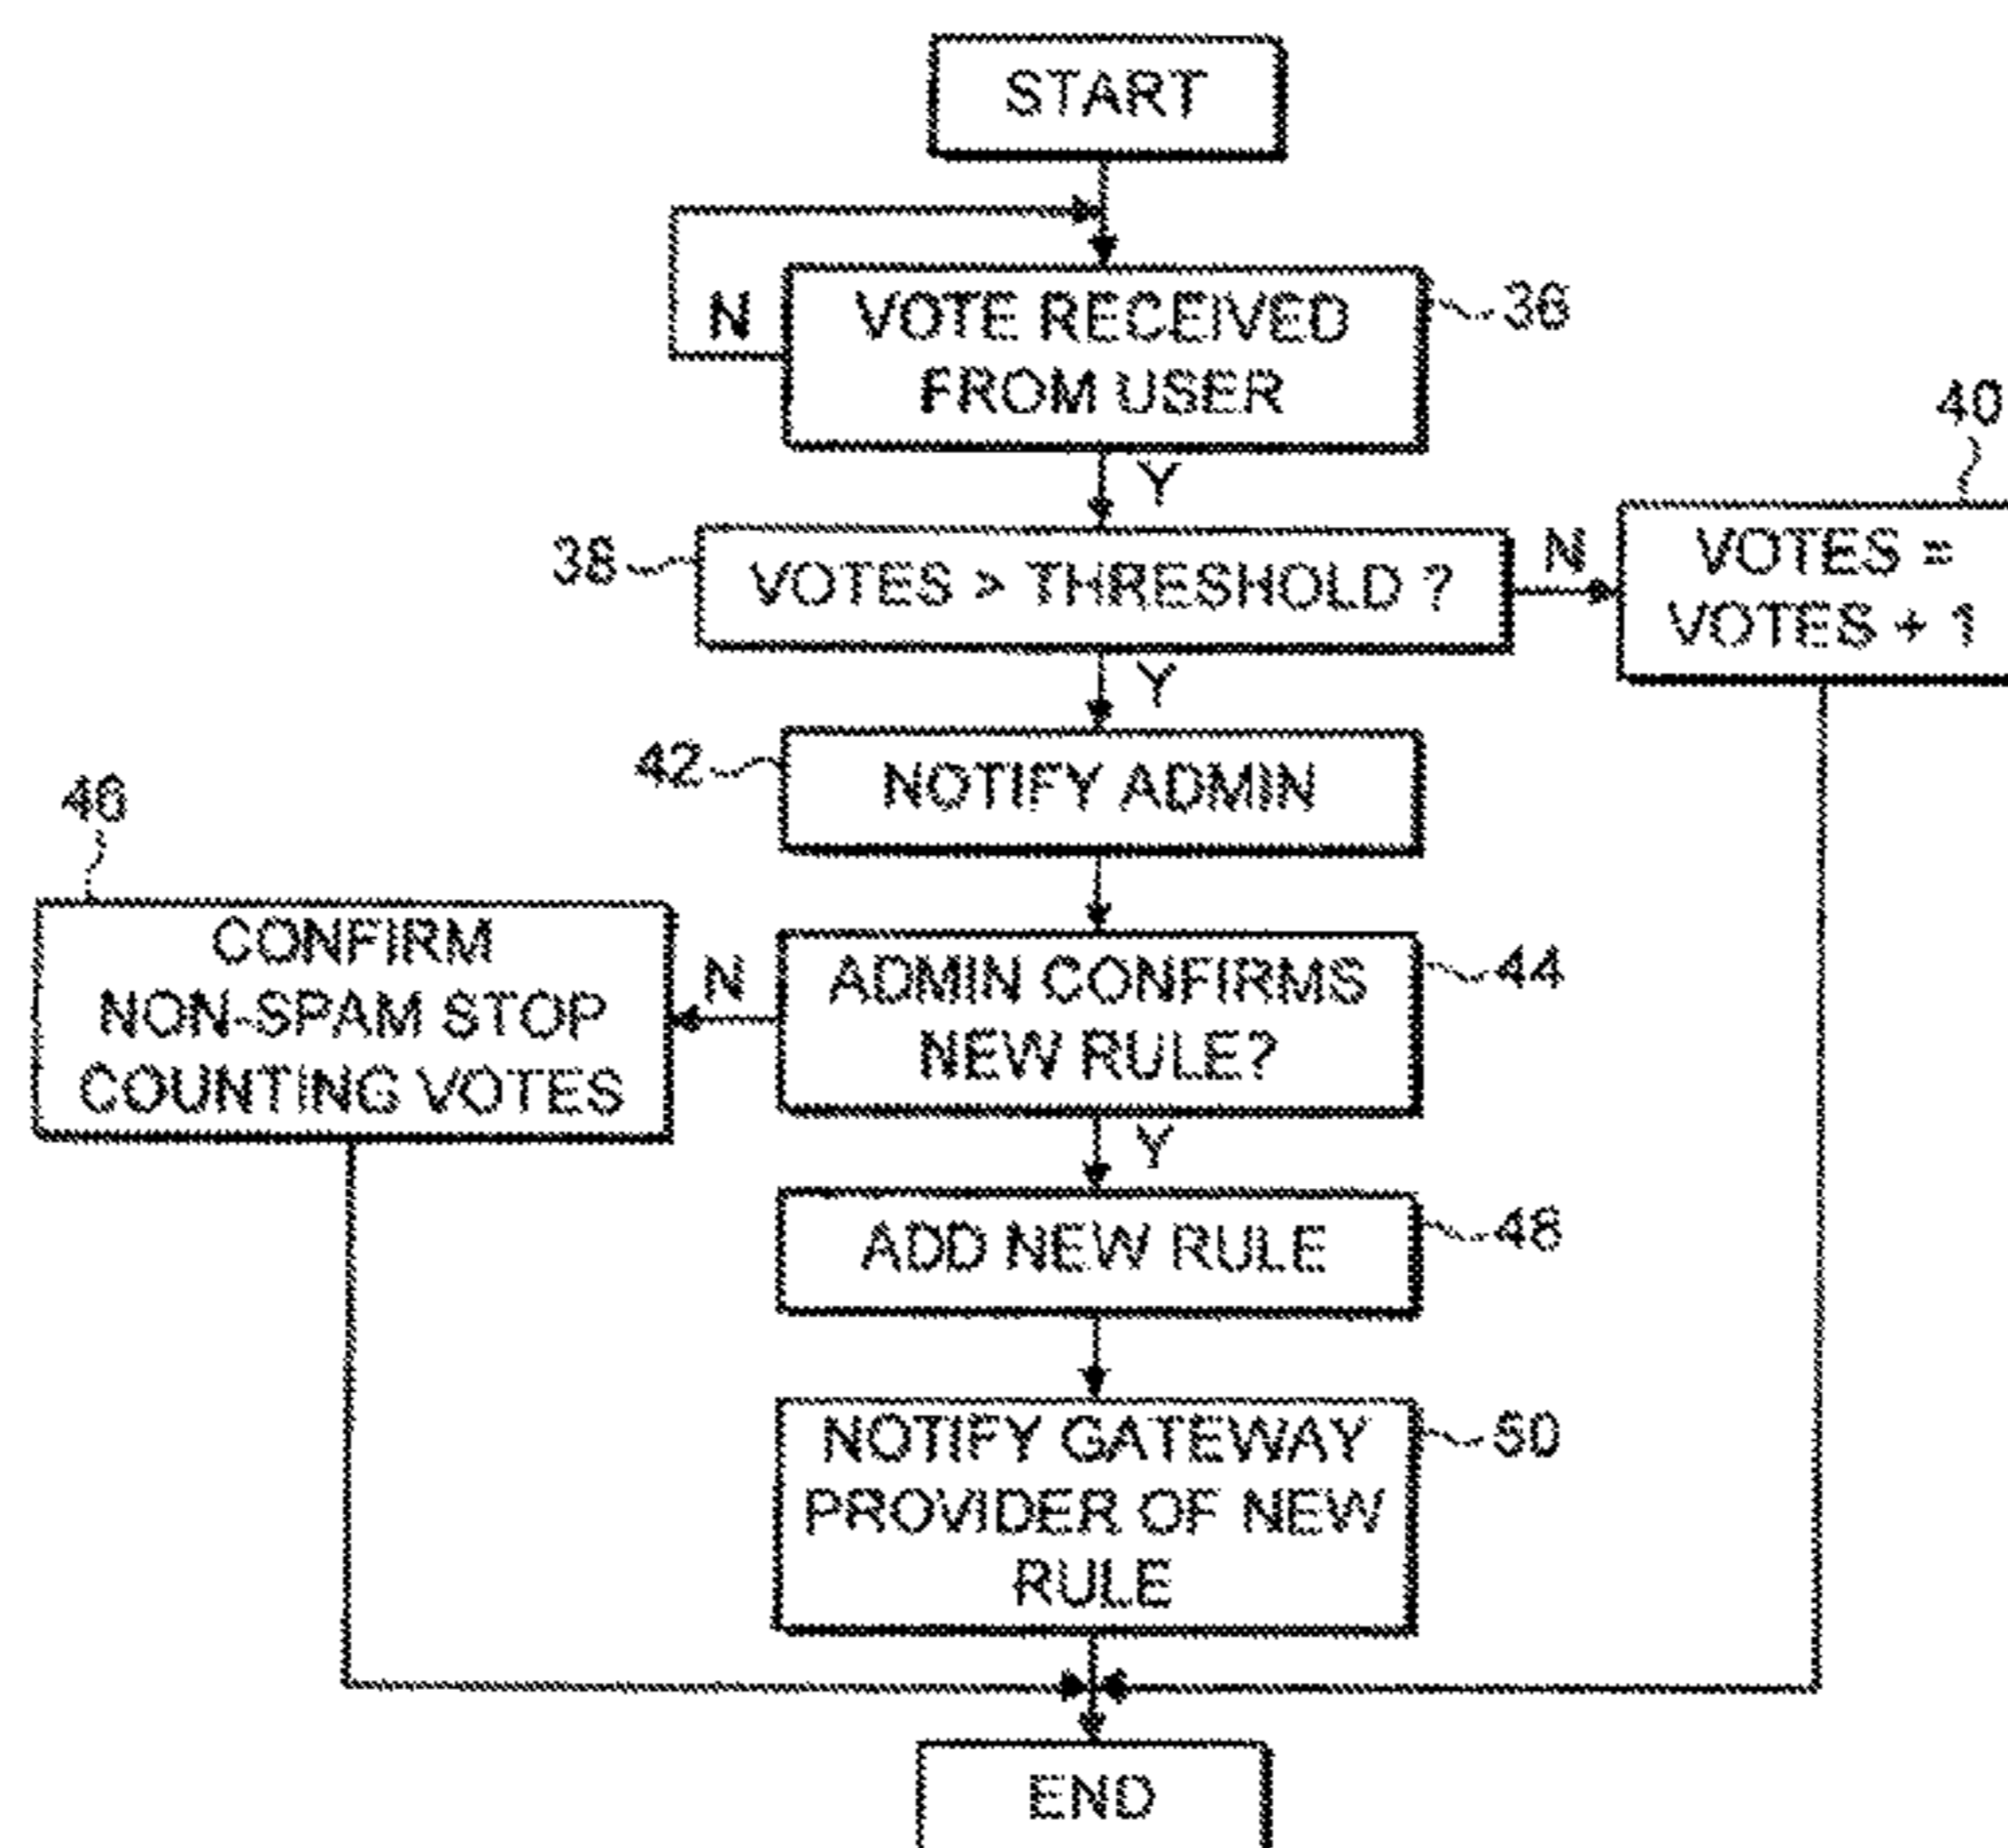 START
N
VOTE RECEIVED
FROM USER
36
Y
40
38
VOTES > THRESHOLD ?
N
VOTES =
VOTES + 1
Y
42
NOTIFY ADMIN
46
CONFIRM
NON-SPAM STOP
COUNTING VOTES
N
ADMIN CONFIRMS
NEW RULE?
44
Y
ADD NEW RULE
48
NOTIFY GATEWAY
PROVIDER OF NEW
RULE
50
END